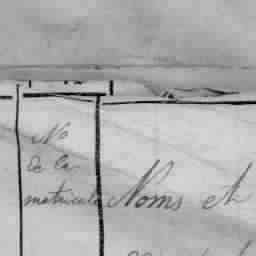 No
de la
matricule
Noms et